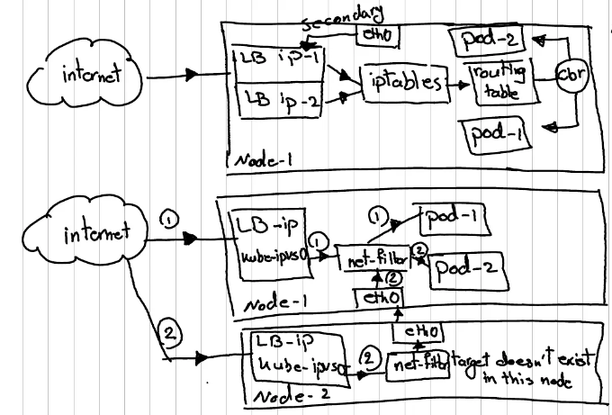 secondary
eth0
internet
LB ip-1
LB ip-2
iptables
routing
table
pod-2
cbr
pod-1
Node-1
internet
1
LB-ip
kube-ipvs0
1
net-filter
1
pod-1
2
pod-2
2
eth0
Node-1
2
LB-ip
kube-ipvs0
2
eth0
net-filter
target doesn't exist
in this node
Node-2